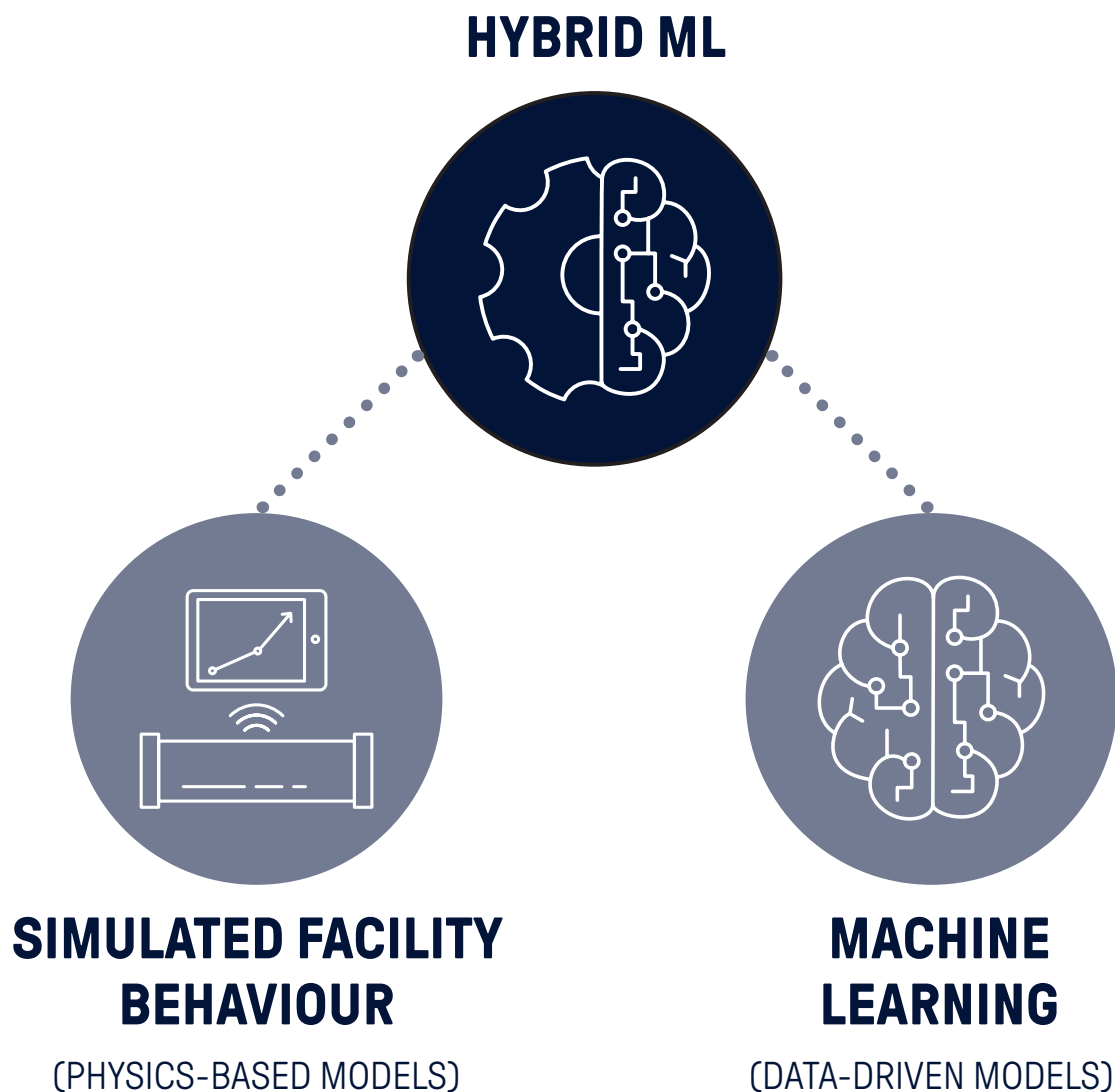 HYBRID ML
SIMULATED FACILITY
BEHAVIOUR
(PHYSICS-BASED MODELS)
MACHINE
LEARNING
(DATA-DRIVEN MODELS)